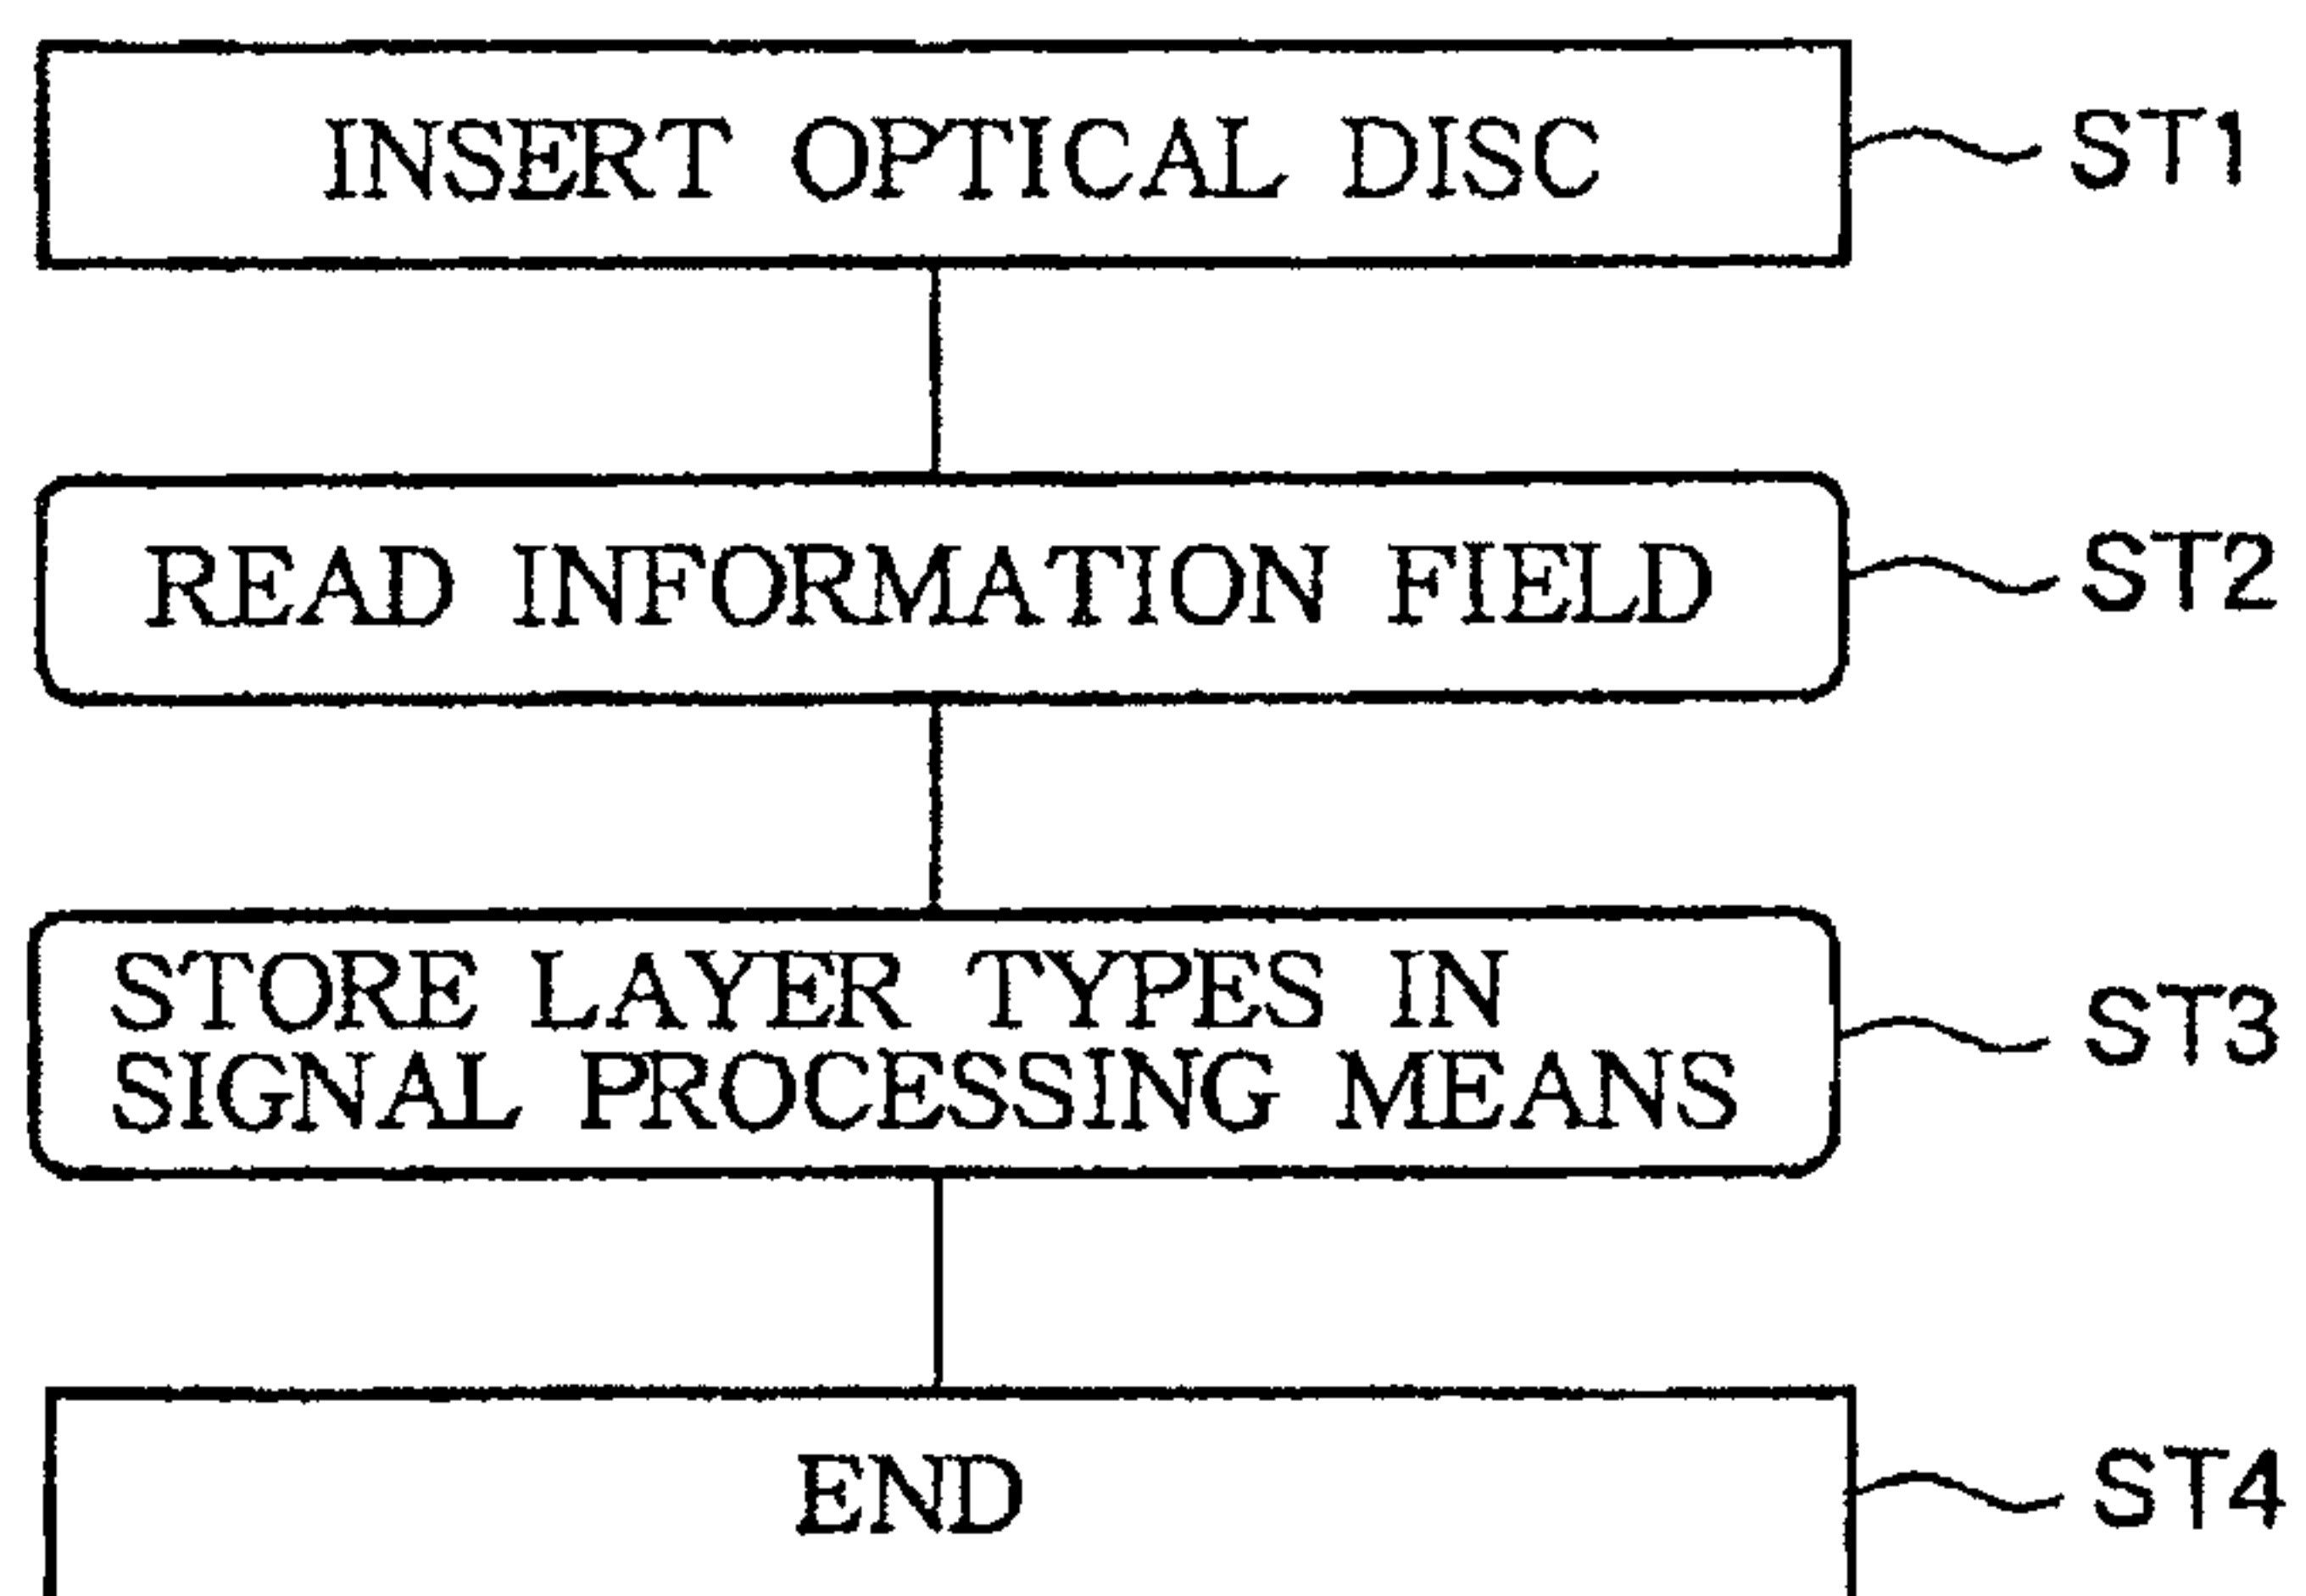 INSERT OPTICAL DISC ST1
READ INFORMATION FIELD ST2
STORE LAYER TYPES IN
SIGNAL PROCESSING MEANS ST3
END ST4